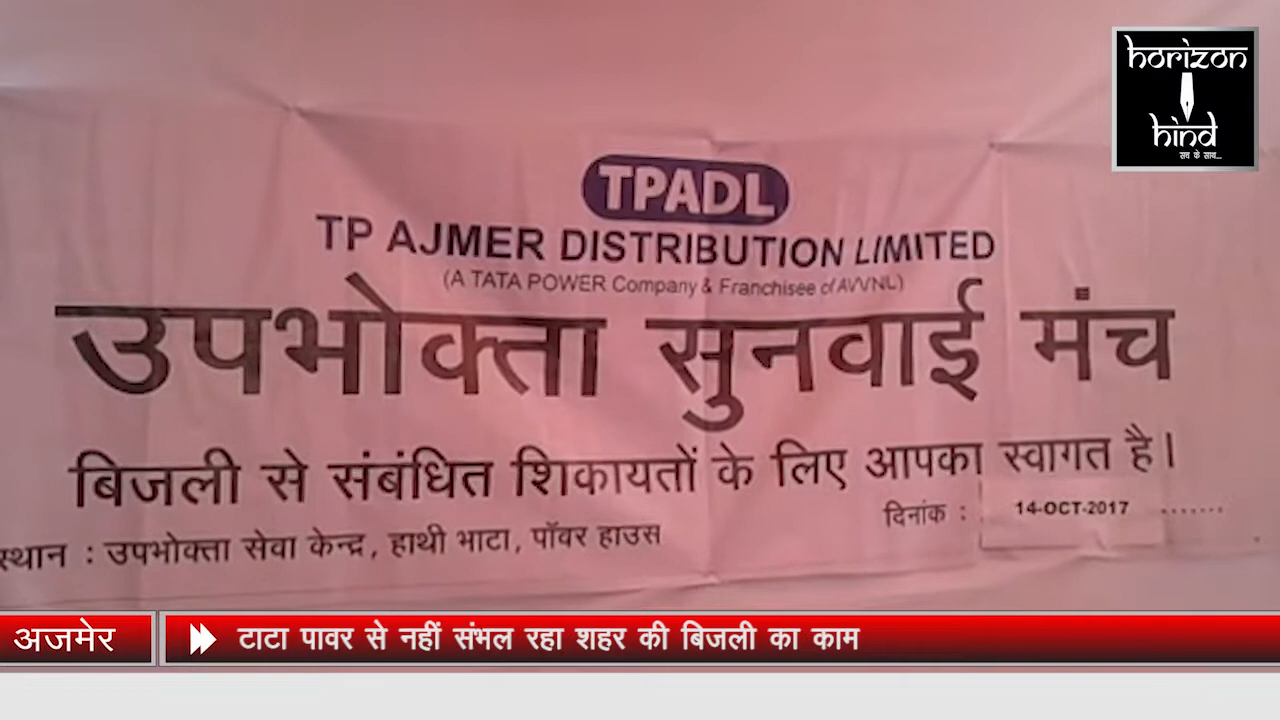 horizon
hind
सच के साथ...
TPADL
TP AJMER DISTRIBUTION LIMITED
(A TATA POWER Company & Franchisee of AVVNL)
उपभोक्ता सुनवाई मंच
बिजली से संबंधित शिकायतों के लिए आपका स्वागत है।
दिनांक : 14-OCT-2017 .......
स्थान : उपभोक्ता सेवा केन्द्र, हाथी भाटा, पॉवर हाउस
अजमेर
टाटा पावर से नहीं संभल रहा शहर की बिजली का काम